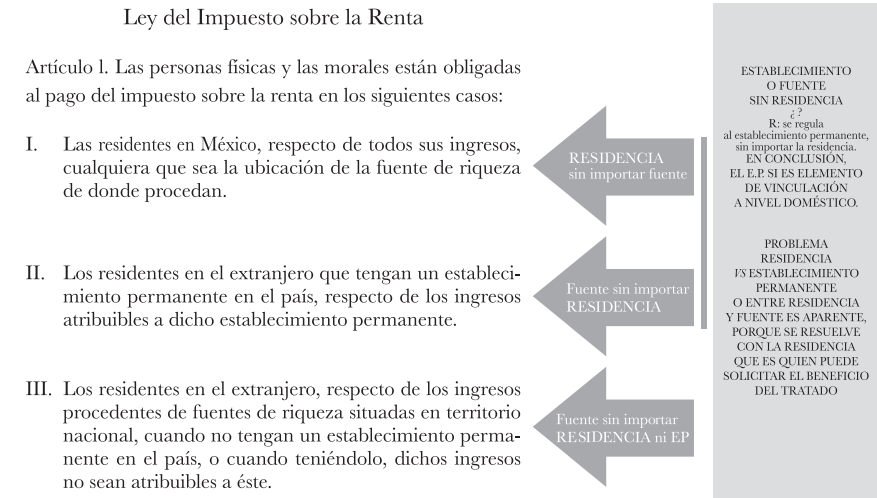 Ley del Impuesto sobre la Renta
Artículo l. Las personas físicas y las morales están obligadas
al pago del impuesto sobre la renta en los siguientes casos:
I. Las residentes en México, respecto de todos sus ingresos,
cualquiera que sea la ubicación de la fuente de riqueza
de donde procedan.
RESIDENCIA
sin importar fuente
II. Los residentes en el extranjero que tengan un estableci-
miento permanente en el país, respecto de los ingresos
atribuibles a dicho establecimiento permanente.
Fuente sin importar
RESIDENCIA
III. Los residentes en el extranjero, respecto de los ingresos
procedentes de fuentes de riqueza situadas en territorio
nacional, cuando no tengan un establecimiento perma-
nente en el país, o cuando teniéndolo, dichos ingresos
no sean atribuibles a éste.
Fuente sin importar
RESIDENCIA ni EP
ESTABLECIMIENTO
O FUENTE
SIN RESIDENCIA
¿ ?
R: se regula
al establecimiento permanente,
sin importar la residencia.
EN CONCLUSIÓN,
EL E.P. SI ES ELEMENTO
DE VINCULACIÓN
A NIVEL DOMÉSTICO.
PROBLEMA
RESIDENCIA
VS ESTABLECIMIENTO
PERMANENTE
O ENTRE RESIDENCIA
Y FUENTE ES APARENTE,
PORQUE SE RESUELVE
CON LA RESIDENCIA
QUE ES QUIEN PUEDE
SOLICITAR EL BENEFICIO
DEL TRATADO